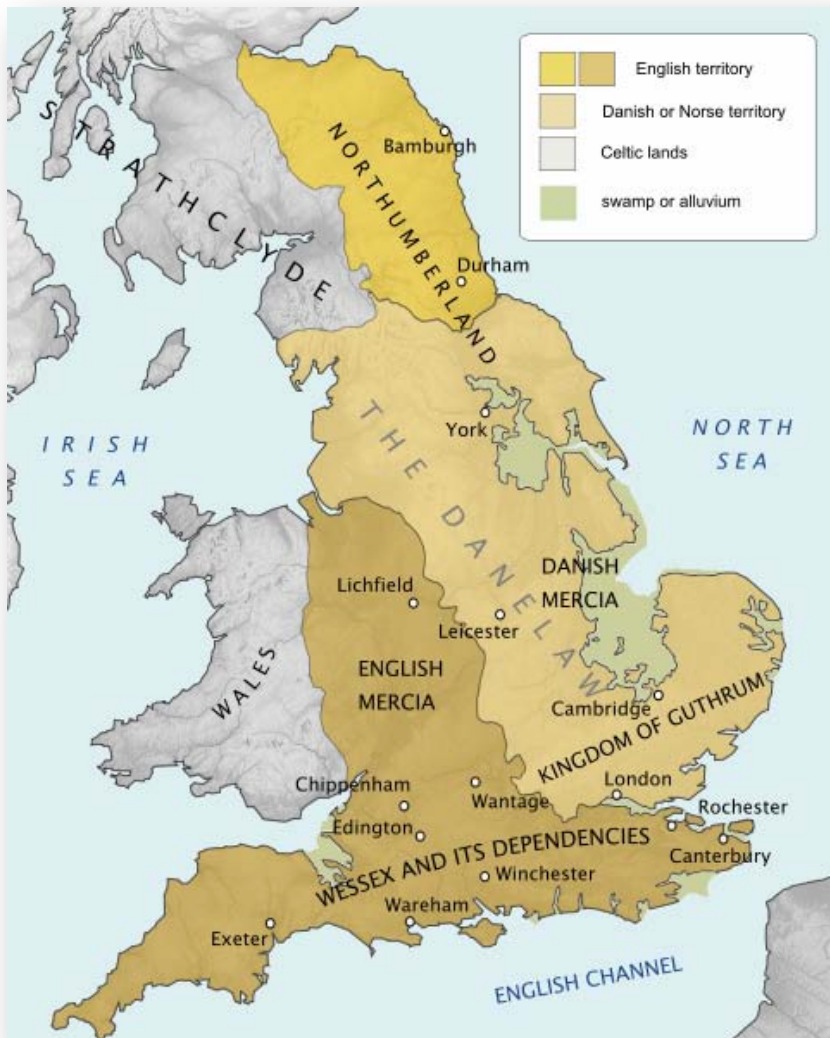 English territory
Danish or Norse territory
Celtic lands
swamp or alluvium
STRATHCLYDE
NORTHUMBERLAND
Bamburgh
Durham
York
IRISH
SEA
NORTH
SEA
THE DANELAW
DANISH
MERCIA
Lichfield
Leicester
ENGLISH
MERCIA
WALES
Cambridge
KINGDOM OF GUTHRUM
Chippenham
Wantage
London
Rochester
Edington
WESSEX AND ITS DEPENDENCIES
Canterbury
Winchester
Wareham
Exeter
ENGLISH CHANNEL